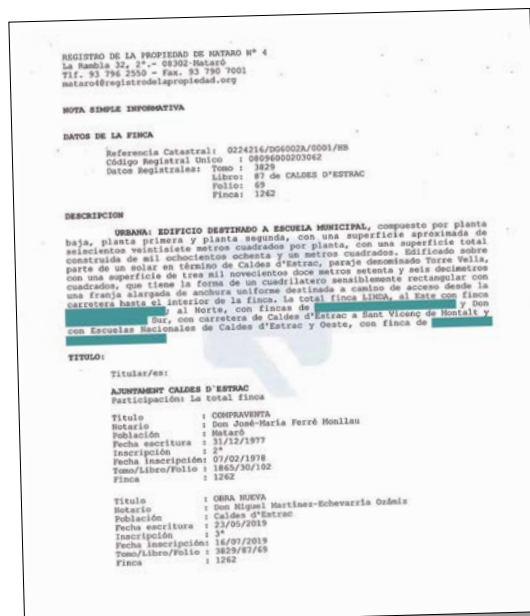 REGISTRO DE LA PROPIEDAD DE MATARO Nº 4
La Rambla 32, 2º.- 08302-Mataró
Tlf. 93 796 2550 - Fax. 93 790 7001
mataro4@registrodelapropiedad.org
NOTA SIMPLE INFORMATIVA
DATOS DE LA FINCA
Referencia Catastral: 0224216/DG6002A/0001/HB
Código Registral Unico : 08096000203062
Datos Registrales: Tomo : 3829
Libro: 87 de CALDES D'ESTRAC
Folio: 69
Finca: 1262
DESCRIPCION
URBANA: EDIFICIO DESTINADO A ESCUELA MUNICIPAL, compuesto por planta
baja, planta primera y planta segunda, con una superficie aproximada de
seiscientos veintisiete metros cuadrados por planta, con una superficie total
construida de mil ochocientos ochenta y un metros cuadrados. Edificado sobre
parte de un solar en término de Caldes d'Estrac, paraje denominado Torre Vella,
con una superficie de tres mil novecientos doce metros setenta y seis decímetros
cuadrados, que tiene la forma de un cuadrilatero sensiblemente rectangular con
una franja alargada de anchura uniforme destinada a camino de acceso desde la
carretera hasta el interior de la finca. La total finca LINDA, al Este con finca
; al Norte, con fincas de y Don
Sur, con carretera de Caldes d'Estrac a Sant Vicenç de Montalt y
con Escuelas Nacionales de Caldes d'Estrac y Oeste, con finca de
TITULO:
Titular/es:
AJUNTAMENT CALDES D'ESTRAC
Participación: La total finca
Título : COMPRAVENTA
Notario : Don José-María Ferré Monllau
Población : Mataró
Fecha escritura : 31/12/1977
Inscripción : 2ª
Fecha inscripción: 07/02/1978
Tomo/Libro/Folio : 1865/30/102
Finca : 1262
Título : OBRA NUEVA
Notario : Don Miguel Martinez-Echevarria Ozámiz
Población : Caldes d'Estrac
Fecha escritura : 23/05/2019
Inscripción : 3ª
Fecha inscripción: 16/07/2019
Tomo/Libro/Folio : 3829/87/69
Finca : 1262